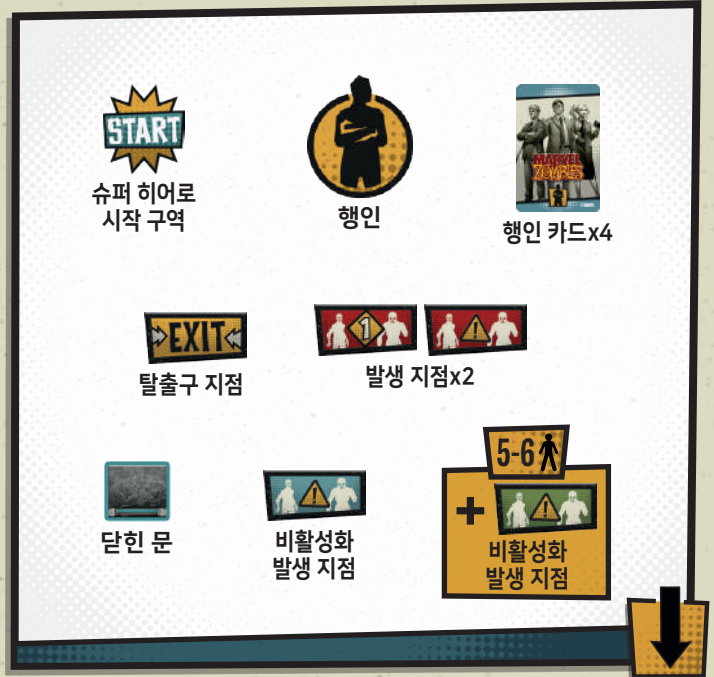 START
슈퍼 히어로
시작 구역
행인
MARVEL
ZOMBIES
행인 카드x4
EXIT
탈출구 지점
1
발생 지점x2
닫힌 문
비활성화
발생 지점
5-6
+
비활성화
발생 지점